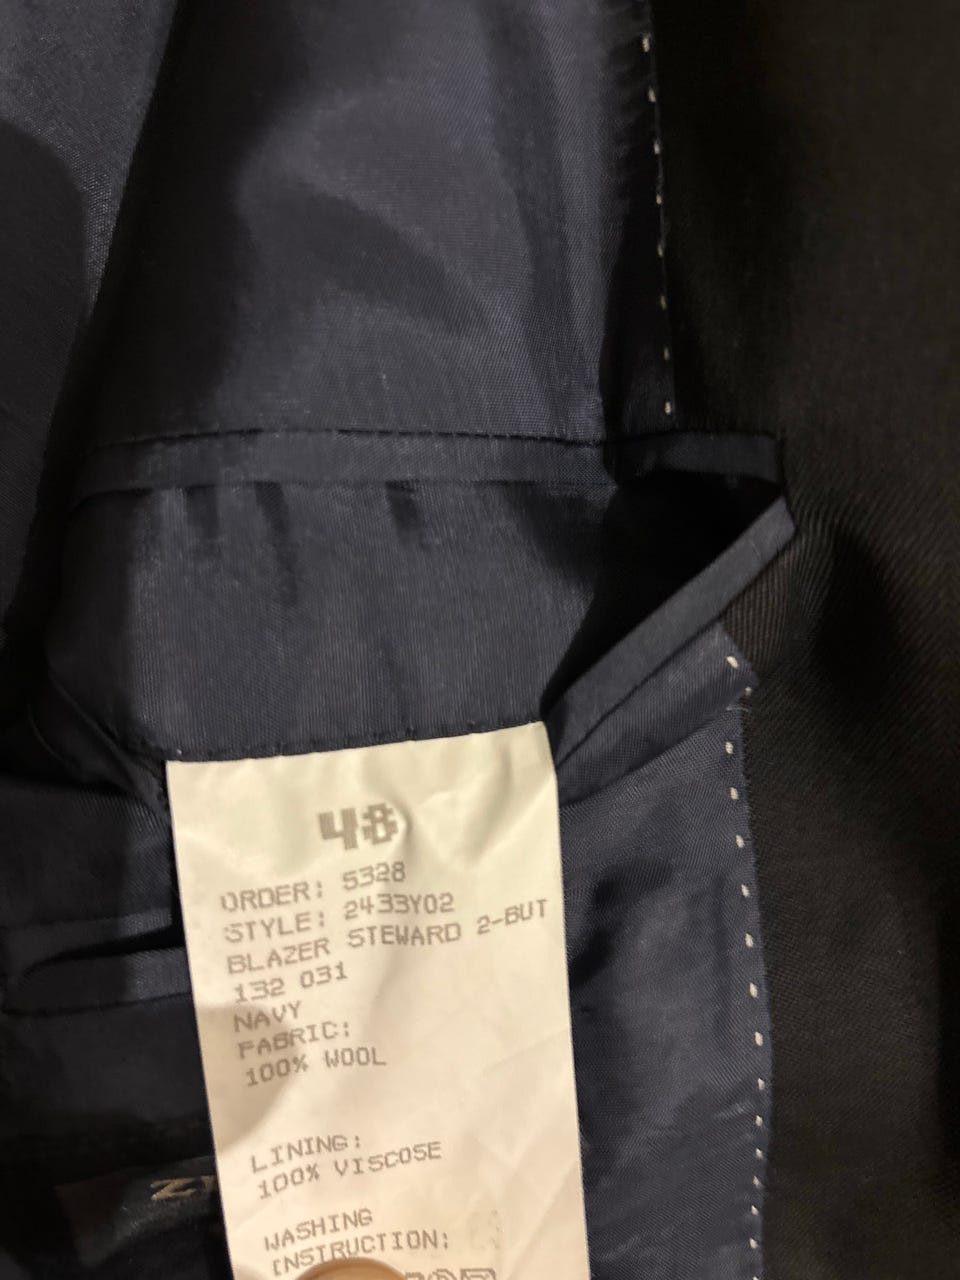 48
ORDER: 5328
STYLE: 2433Y02
BLAZER STEWARD 2-BUT
132 031
NAVY
FABRIC:
100% WOOL
LINING:
100% VISCOSE
WASHING
INSTRUCTION: